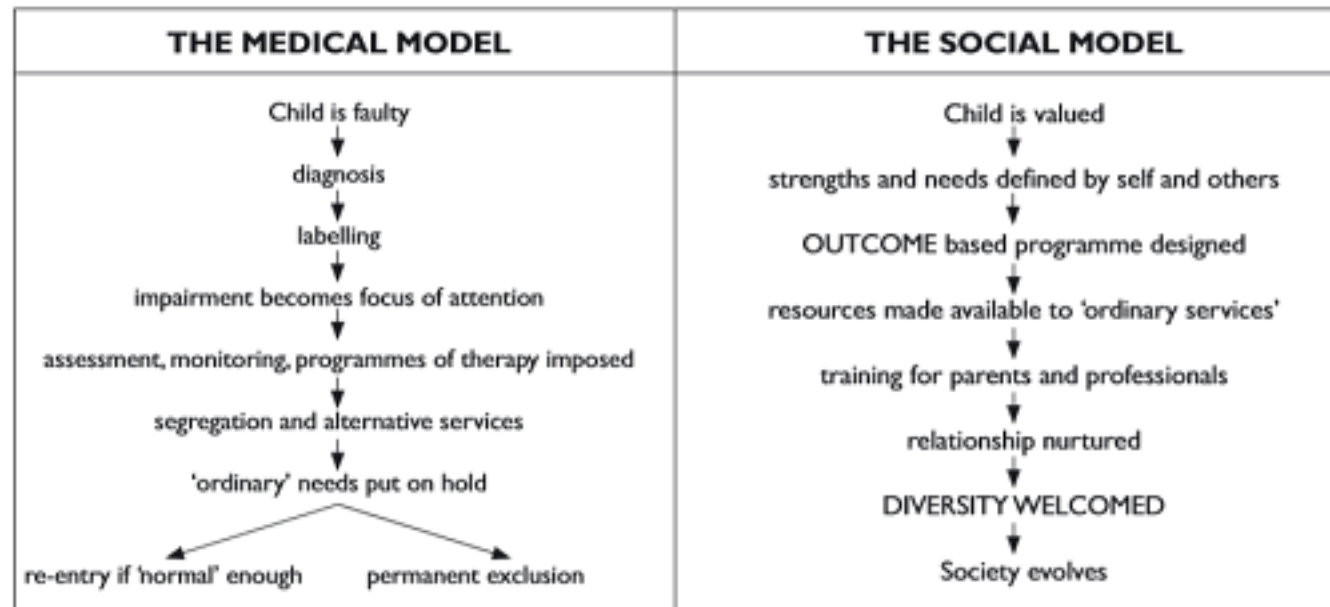 THE MEDICAL MODEL
Child is faulty
diagnosis
labelling
impairment becomes focus of attention
assessment, monitoring, programmes of therapy imposed
segregation and alternative services
‘ordinary’ needs put on hold
re-entry if ‘normal’ enough
permanent exclusion
THE SOCIAL MODEL
Child is valued
strengths and needs defined by self and others
OUTCOME based programme designed
resources made available to ‘ordinary services’
training for parents and professionals
relationship nurtured
DIVERSITY WELCOMED
Society evolves